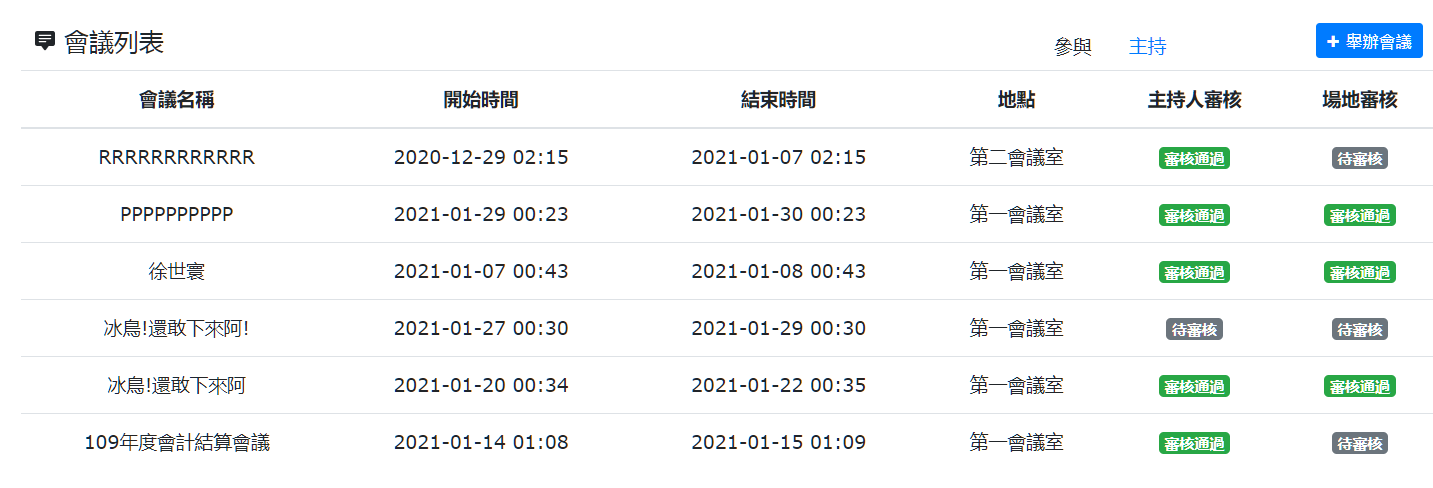 會議列表 參與 主持 + 舉辦會議
會議名稱 開始時間 結束時間 地點 主持人審核 場地審核
RRRRRRRRRRRR 2020-12-29 02:15 2021-01-07 02:15 第二會議室 審核通過 待審核
PPPPPPPPPP 2021-01-29 00:23 2021-01-30 00:23 第一會議室 審核通過 審核通過
徐世寰 2021-01-07 00:43 2021-01-08 00:43 第一會議室 審核通過 審核通過
冰鳥!還敢下來阿! 2021-01-27 00:30 2021-01-29 00:30 第一會議室 待審核 待審核
冰鳥!還敢下來阿 2021-01-20 00:34 2021-01-22 00:35 第一會議室 審核通過 審核通過
109年度會計結算會議 2021-01-14 01:08 2021-01-15 01:09 第一會議室 審核通過 待審核